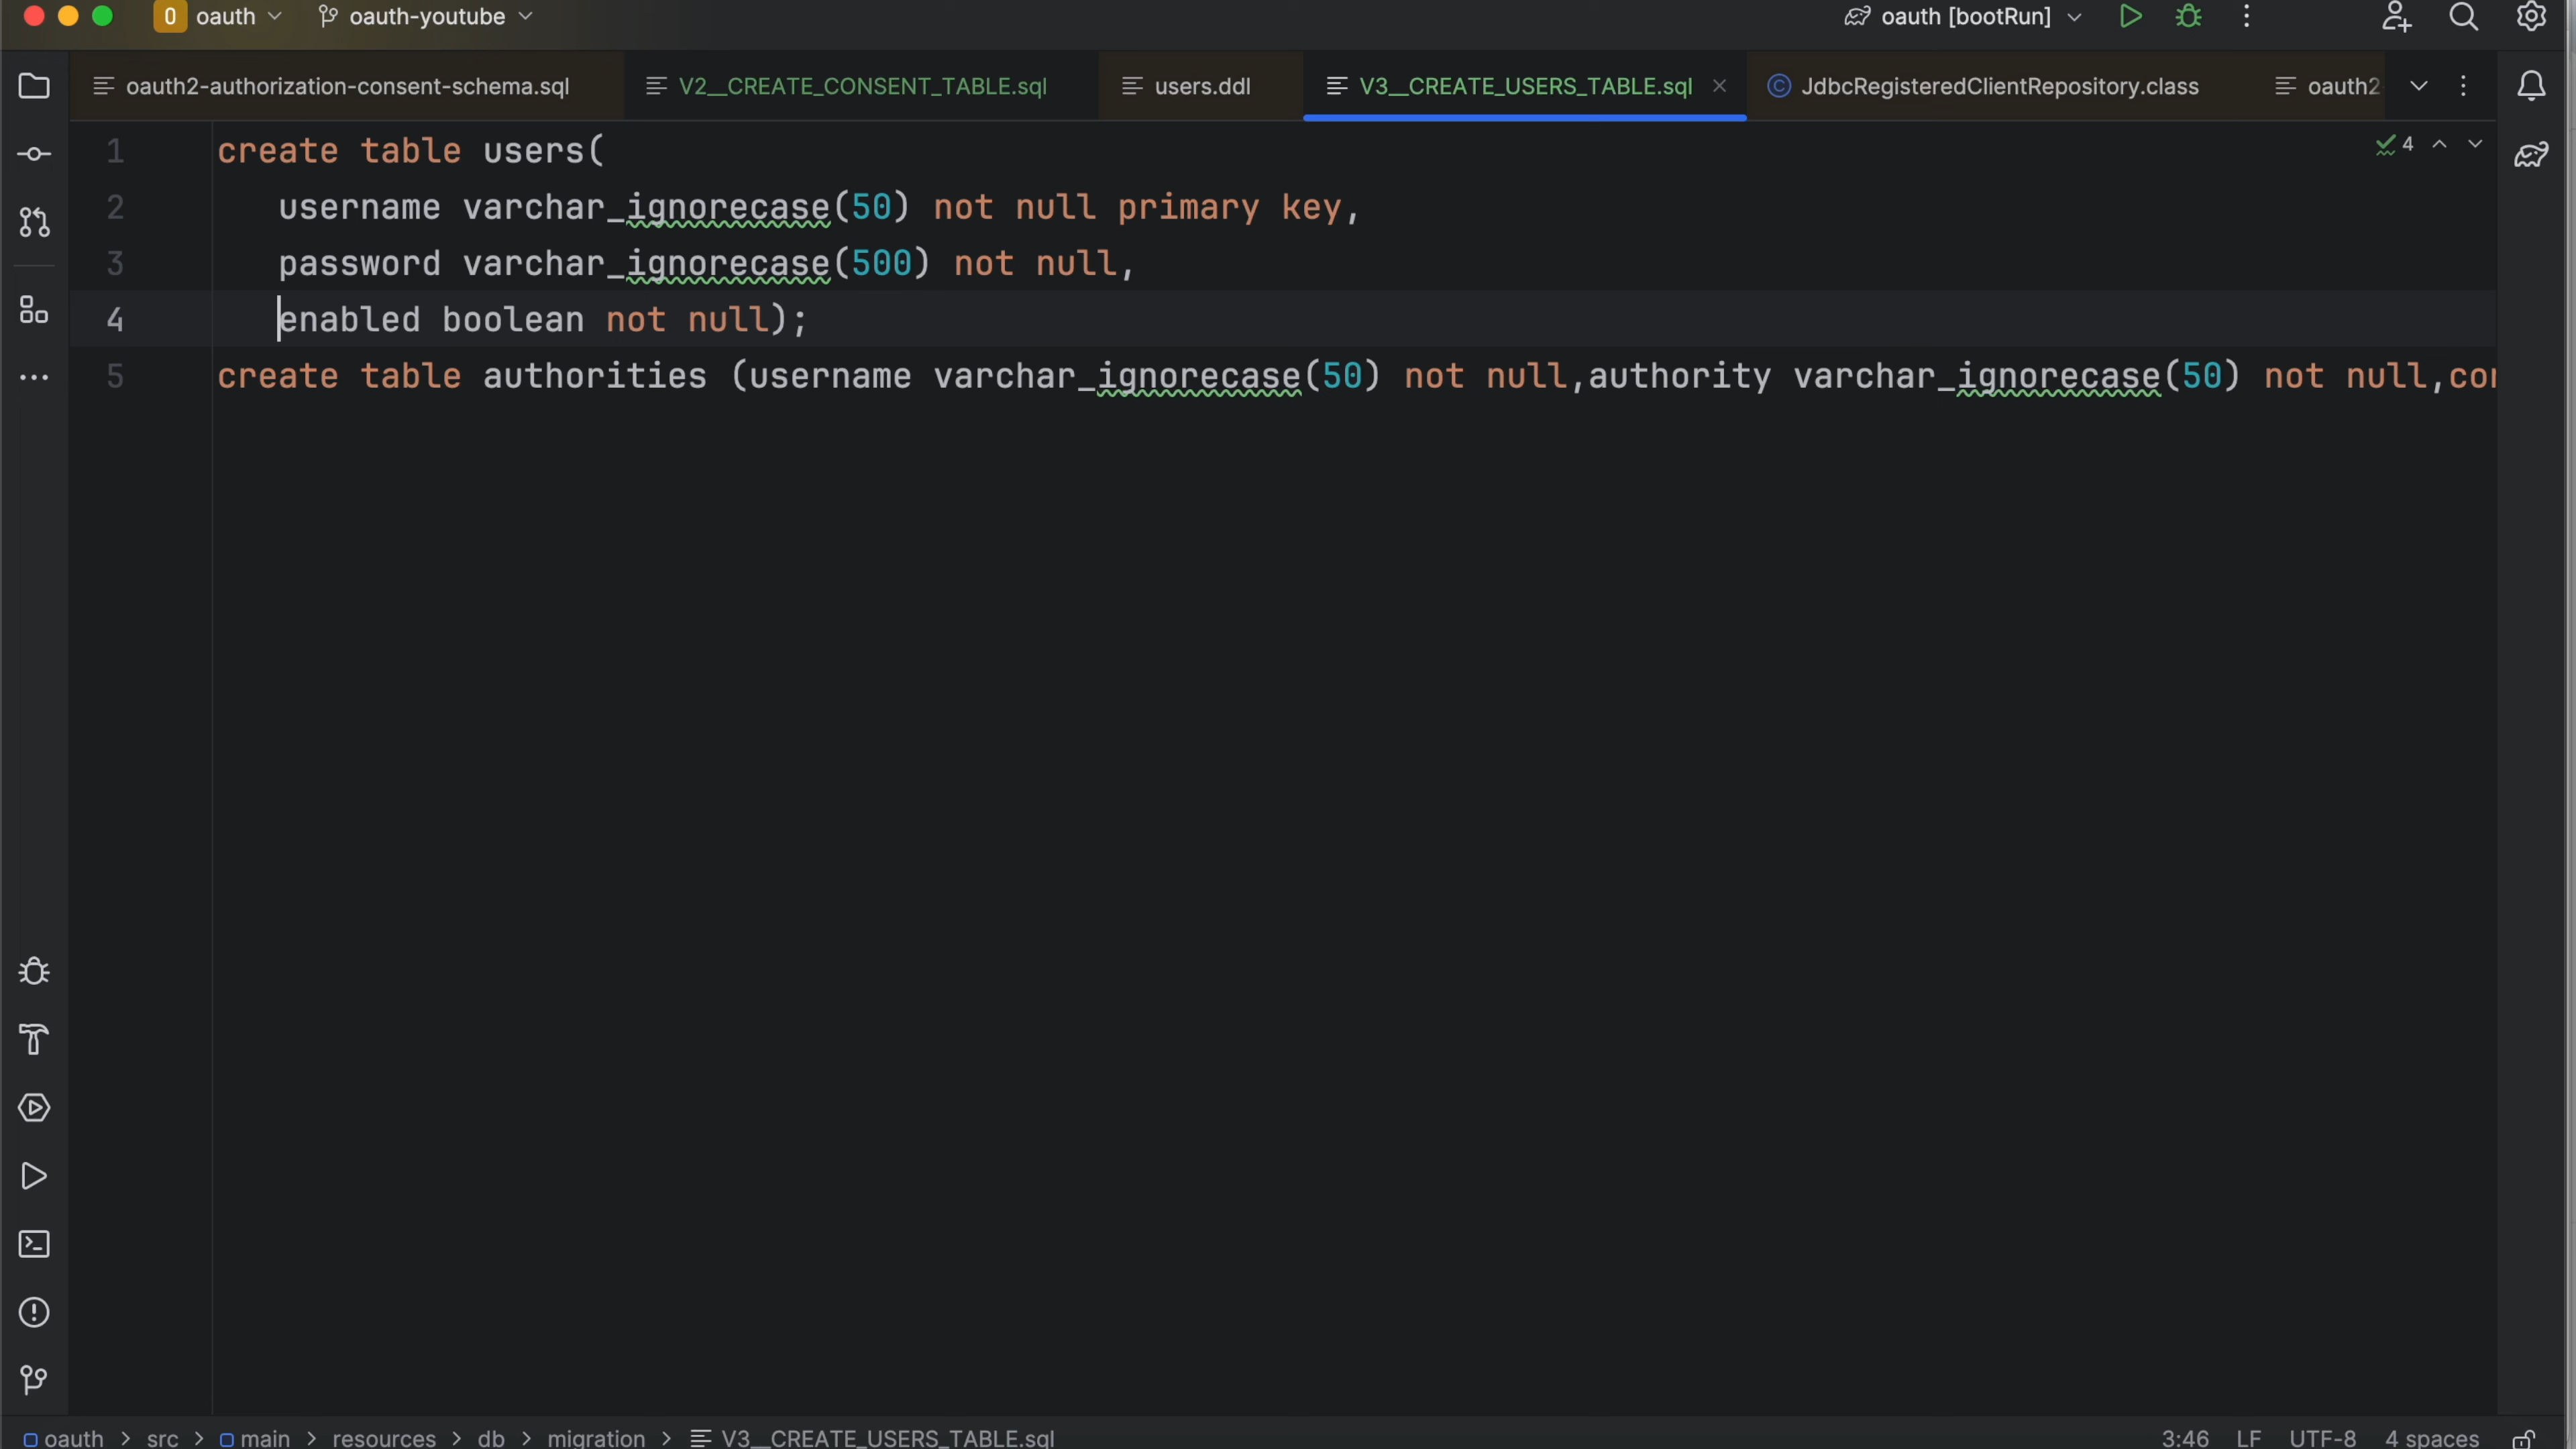 0 oauth oauth-youtube oauth [bootRun]
oauth2-authorization-consent-schema.sql V2__CREATE_CONSENT_TABLE.sql users.ddl V3__CREATE_USERS_TABLE.sql JdbcRegisteredClientRepository.class oauth2
4
1 create table users(
2 username varchar_ignorecase(50) not null primary key,
3 password varchar_ignorecase(500) not null,
4 enabled boolean not null);
5 create table authorities (username varchar_ignorecase(50) not null,authority varchar_ignorecase(50) not null,con
oauth > src > main > resources > db > migration > V3__CREATE_USERS_TABLE.sql 3:46 LF UTF-8 4 spaces